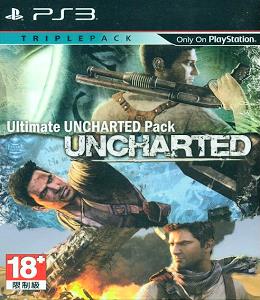 PS3
TRIPLEPACK
Only On PlayStation®
Ultimate UNCHARTED Pack
UNCHARTED
18+
限制級